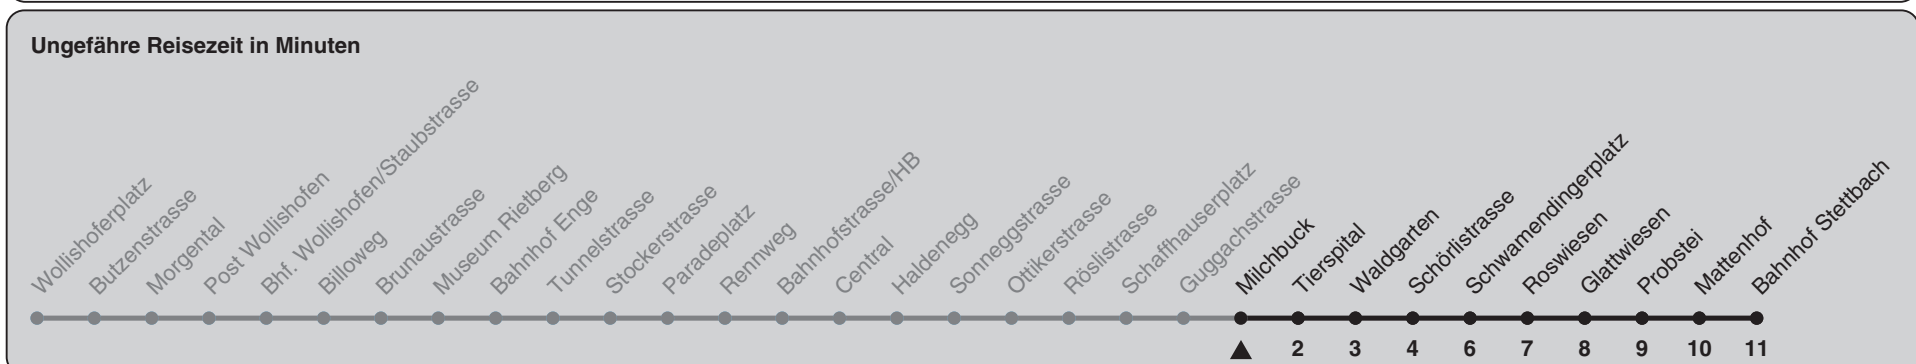 Ungefähre Reisezeit in Minuten
Wollishoferplatz
Butzenstrasse
Morgental
Post Wollishofen
Bhf. Wollishofen/Staubstrasse
Billoweg
Brunaustrasse
Museum Rietberg
Bahnhof Enge
Tunnelstrasse
Stockerstrasse
Paradeplatz
Rennweg
Bahnhofstrasse/HB
Central
Haldenegg
Sonneggstrasse
Ottikerstrasse
Röslistrasse
Schaffhauserplatz
Guggachstrasse
Milchbuck
Tierspital
Waldgarten
Schörlistrasse
Schwamendingerplatz
Roswiesen
Glattwiesen
Probstei
Mattenhof
Bahnhof Stettbach
2 3 4 6 7 8 9 10 11